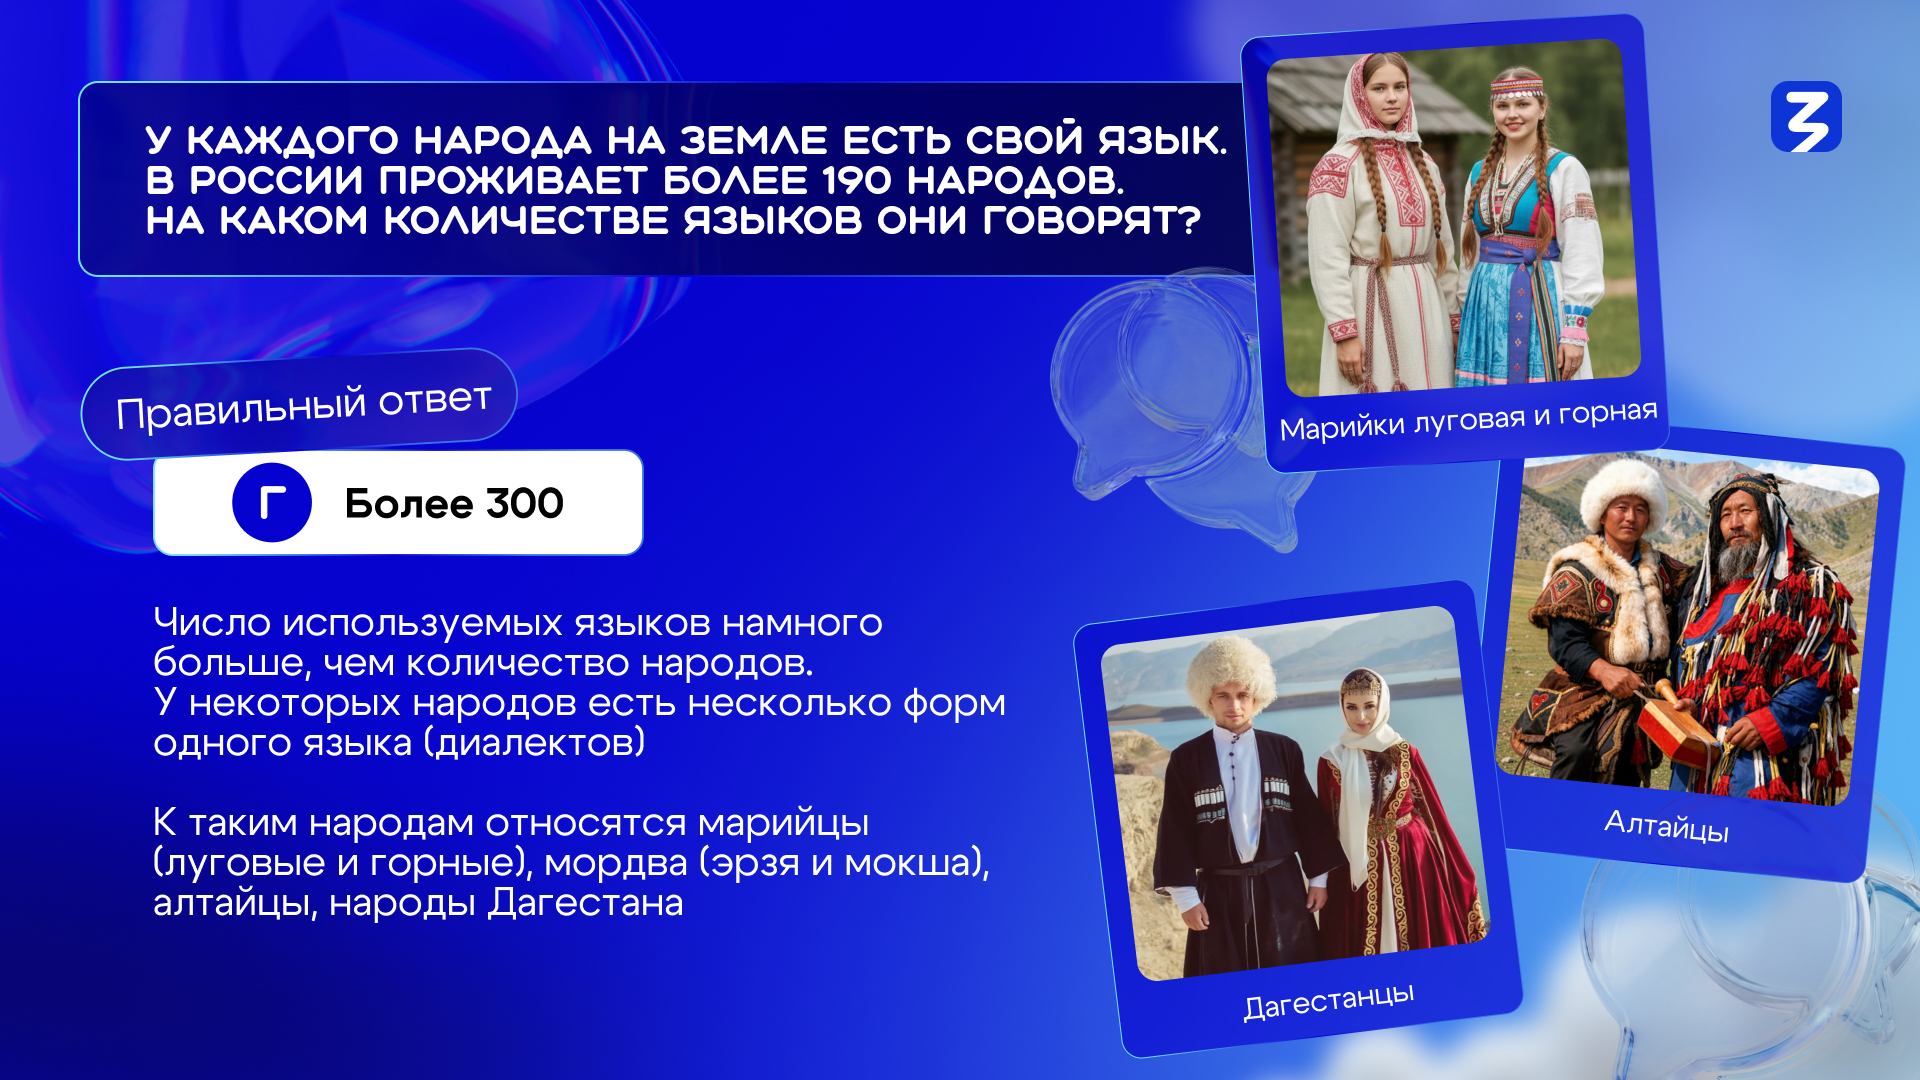 У КАЖДОГО НАРОДА НА ЗЕМЛЕ ЕСТЬ СВОЙ ЯЗЫК.
В РОССИИ ПРОЖИВАЕТ БОЛЕЕ 190 НАРОДОВ.
НА КАКОМ КОЛИЧЕСТВЕ ЯЗЫКОВ ОНИ ГОВОРЯТ?
Правильный ответ
Г Более 300
Число используемых языков намного
больше, чем количество народов.
У некоторых народов есть несколько форм
одного языка (диалектов)
К таким народам относятся марийцы
(луговые и горные), мордва (эрзя и мокша),
алтайцы, народы Дагестана
Марийки луговая и горная
Алтайцы
Дагестанцы